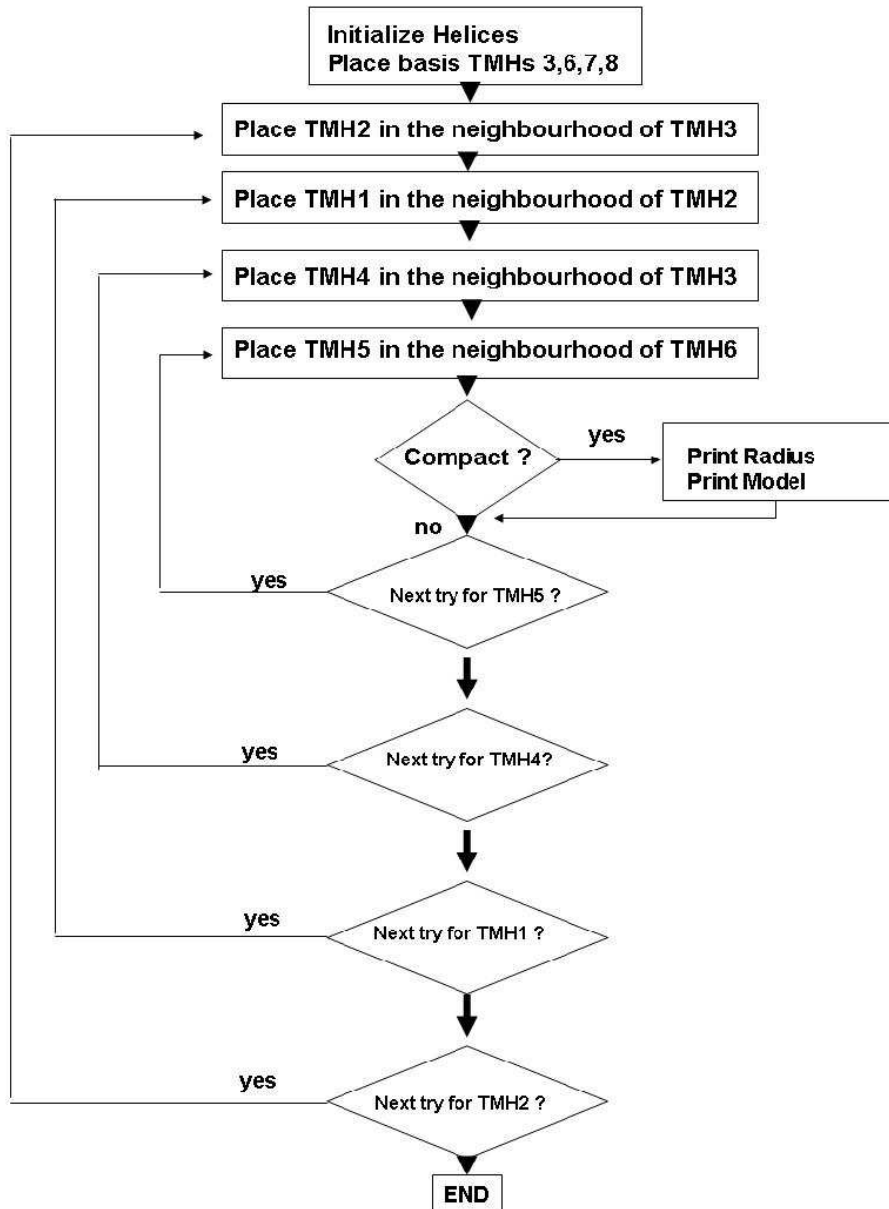 Initialize Helices
Place basis TMHs 3,6,7,8
Place TMH2 in the neighbourhood of TMH3
Place TMH1 in the neighbourhood of TMH2
Place TMH4 in the neighbourhood of TMH3
Place TMH5 in the neighbourhood of TMH6
Compact ?
yes
Print Radius
Print Model
no
yes
Next try for TMH5 ?
yes
Next try for TMH4?
yes
Next try for TMH1 ?
yes
Next try for TMH2 ?
END